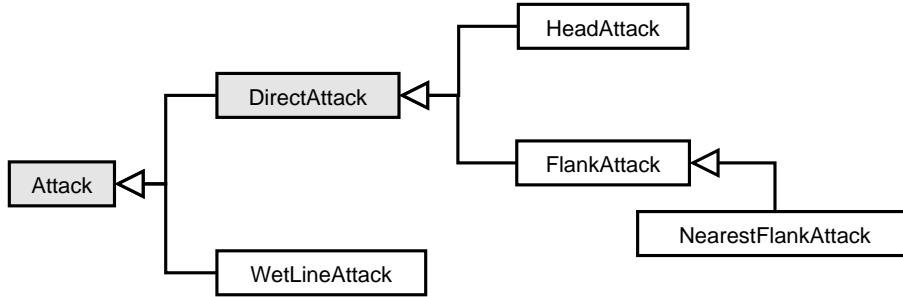 HeadAttack
DirectAttack
FlankAttack
Attack
NearestFlankAttack
WetLineAttack